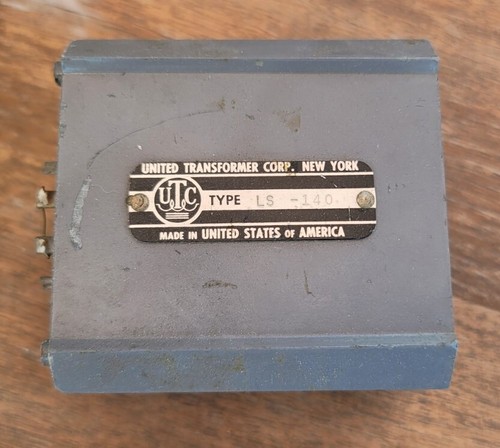 UNITED TRANSFORMER CORP. NEW YORK
UTC TYPE LS -140
MADE IN UNITED STATES OF AMERICA